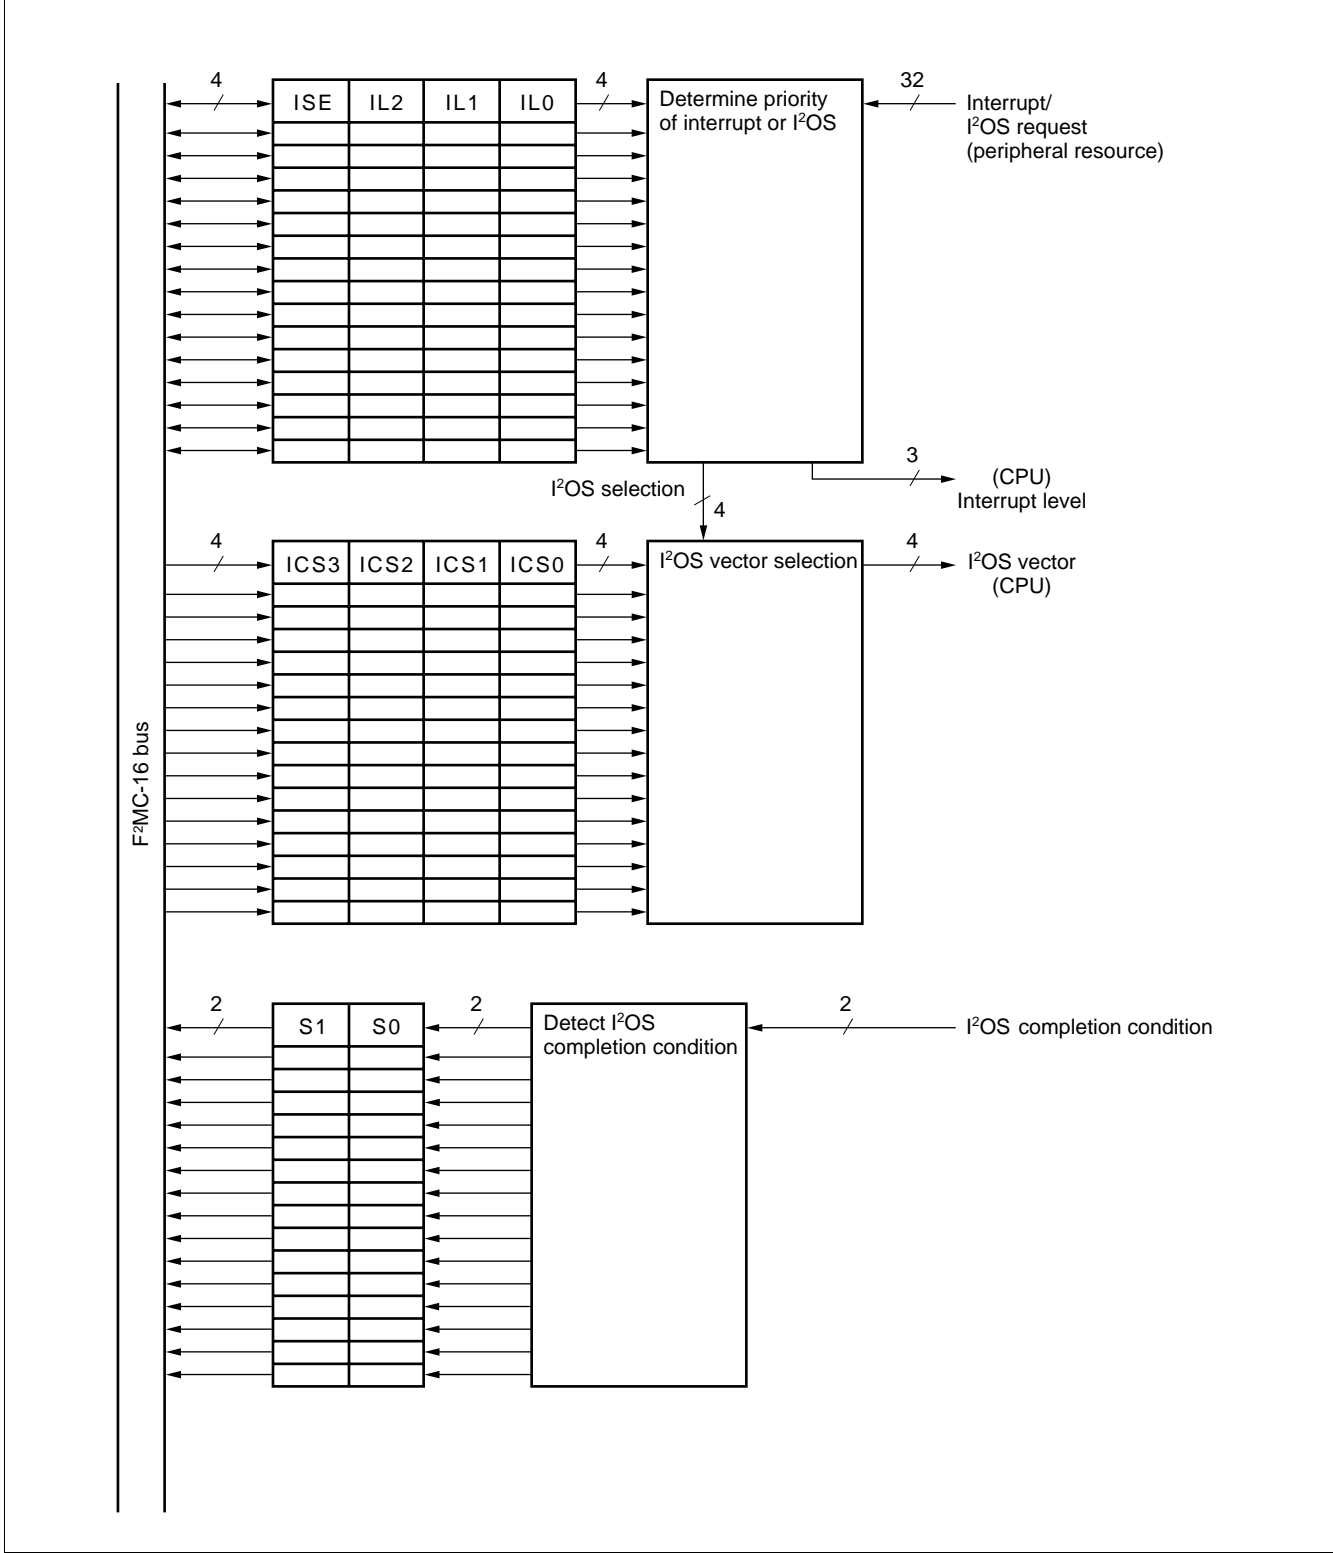 4
ISE IL2 IL1 IL0
4
Determine priority
of interrupt or I²OS
32
Interrupt/
I²OS request
(peripheral resource)
3
(CPU)
Interrupt level
I²OS selection
4
4
ICS3 ICS2 ICS1 ICS0
4
I²OS vector selection
4
I²OS vector
(CPU)
F²MC-16 bus
2
S1 S0
2
Detect I²OS
completion condition
2
I²OS completion condition